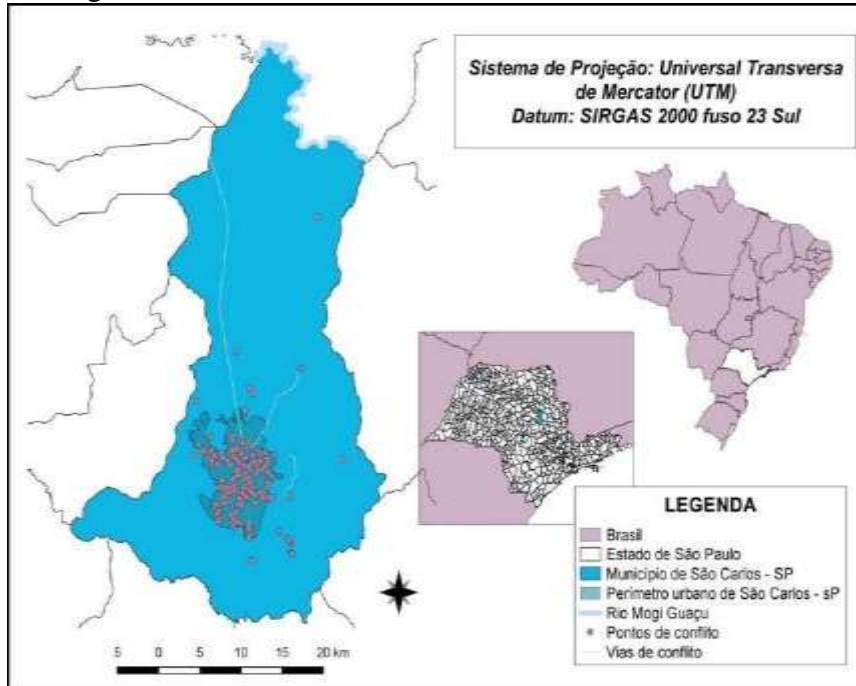 Sistema de Projeção: Universal Transversa
de Mercator (UTM)
Datum: SIRGAS 2000 fuso 23 Sul
LEGENDA
Brasil
Estado de São Paulo
Município de São Carlos - SP
Perímetro urbano de São Carlos - sP
Rio Mogi Guaçu
Pontos de conflito
Vias de conflito
5 0 5 10 15 20 km